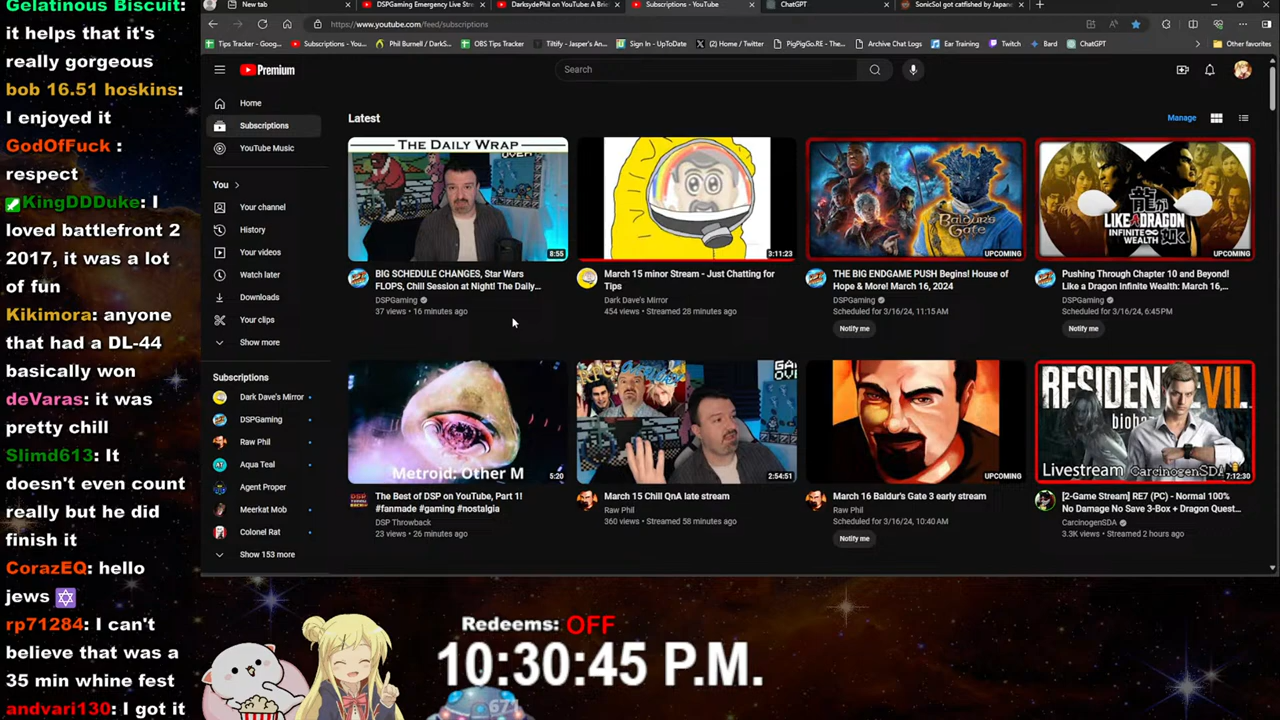 Gelatinous Biscuit:
it helps that it's
really gorgeous
bob 16.51 hoskins:
I enjoyed it
GodOfFuck :
respect
KingDDDuke: I
loved battlefront 2
2017, it was a lot
of fun
Kikimora: anyone
that had a DL-44
basically won
deVaras: it was
pretty chill
Slimd613: It
doesn't even count
really but he did
finish it
CorazEQ: hello
jews
rp71284: I can't
believe that was a
35 min whine fest
andvari130: I got it
New tab
DSPGaming Emergency Live Stre
DarksydePhil on YouTube: A Brie
Subscriptions - YouTube
ChatGPT
SonicSol got catfished by Japane
https://www.youtube.com/feed/subscriptions
Tips Tracker - Goog...
Subscriptions - You...
Phil Burnell / DarkS...
OBS Tips Tracker
Tiltify - Jasper's An...
Sign In - UpToDate
(2) Home / Twitter
PigPigGo.RE - The...
Archive Chat Logs
Ear Training
Twitch
Bard
ChatGPT
Other favorites
Premium
Search
Home
Subscriptions
YouTube Music
You
Your channel
History
Your videos
Watch later
Downloads
Your clips
Show more
Subscriptions
Dark Dave's Mirror
DSPGaming
Raw Phil
Aqua Teal
Agent Proper
Meerkat Mob
Colonel Rat
Show 153 more
Latest
Manage
THE DAILY WRAP
OVER
8:55
BIG SCHEDULE CHANGES, Star Wars
FLOPS, Chill Session at Night! The Daily...
DSPGaming
37 views • 16 minutes ago
3:11:23
March 15 minor Stream - Just Chatting for
Tips
Dark Dave's Mirror
454 views • Streamed 28 minutes ago
BALDUR'S
GATE
UPCOMING
THE BIG ENDGAME PUSH Begins! House of
Hope & More! March 16, 2024
DSPGaming
Scheduled for 3/16/24, 11:15 AM
Notify me
龍が如く
LIKE A DRAGON
INFINITE WEALTH
UPCOMING
Pushing Through Chapter 10 and Beyond!
Like a Dragon Infinite Wealth: March 16,...
DSPGaming
Scheduled for 3/16/24, 6:45 PM
Notify me
Metroid: Other M
5:20
The Best of DSP on YouTube, Part 1!
#fanmade #gaming #nostalgia
DSP Throwback
23 views • 26 minutes ago
2:54:51
March 15 Chill QnA late stream
Raw Phil
360 views • Streamed 58 minutes ago
UPCOMING
March 16 Baldur's Gate 3 early stream
Raw Phil
Scheduled for 3/16/24, 10:40 AM
Notify me
RESIDENT EVIL
biohaz
Livestream
CarcinogenSDA
7:12:30
[2-Game Stream] RE7 (PC) - Normal 100%
No Damage No Save 3-Box + Dragon Quest...
CarcinogenSDA
3.3K views • Streamed 2 hours ago
Redeems: OFF
10:30:45 P.M.